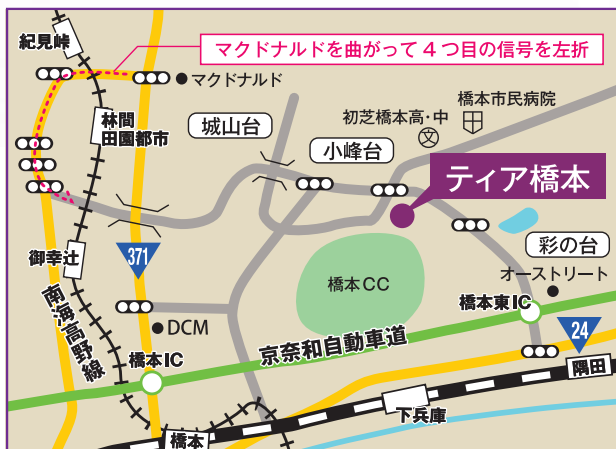 紀見峠
マクドナルドを曲がって4つ目の信号を左折
マクドナルド
林間
田園都市
城山台
初芝橋本高・中
文
橋本市民病院
小峰台
ティア橋本
御幸辻
371
彩の台
オーストリート
橋本CC
南海高野線
橋本東IC
DCM
京奈和自動車道
24
橋本IC
隅田
下兵庫
橋本